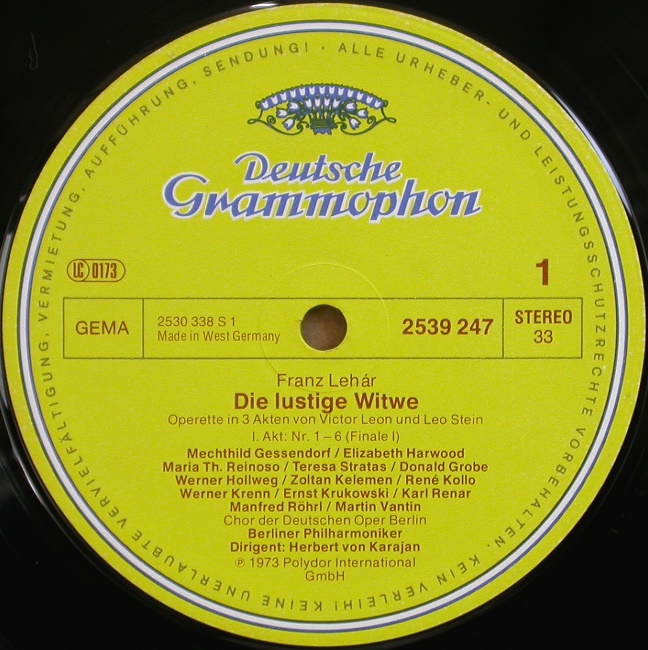 ALLE URHEBER- UND LEISTUNGSSCHUTZRECHTE VORBEHALTEN. KEIN VERLEIH! KEINE UNERLAUBTE VERVIELFÄLTIGUNG, VERMIETUNG, AUFFÜHRUNG, SENDUNG! ·
Deutsche
Grammophon
LC 0173
1
GEMA
2530 338 S 1
Made in West Germany
2539 247
STEREO
33
Franz Lehár
Die lustige Witwe
Operette in 3 Akten von Victor Leon und Leo Stein
I. Akt: Nr. 1 – 6 (Finale I)
Mechthild Gessendorf / Elizabeth Harwood
Maria Th. Reinoso / Teresa Stratas / Donald Grobe
Werner Hollweg / Zoltan Kelemen / René Kollo
Werner Krenn / Ernst Krukowski / Karl Renar
Manfred Röhrl / Martin Vantin
Chor der Deutschen Oper Berlin
Berliner Philharmoniker
Dirigent: Herbert von Karajan
℗ 1973 Polydor International
GmbH